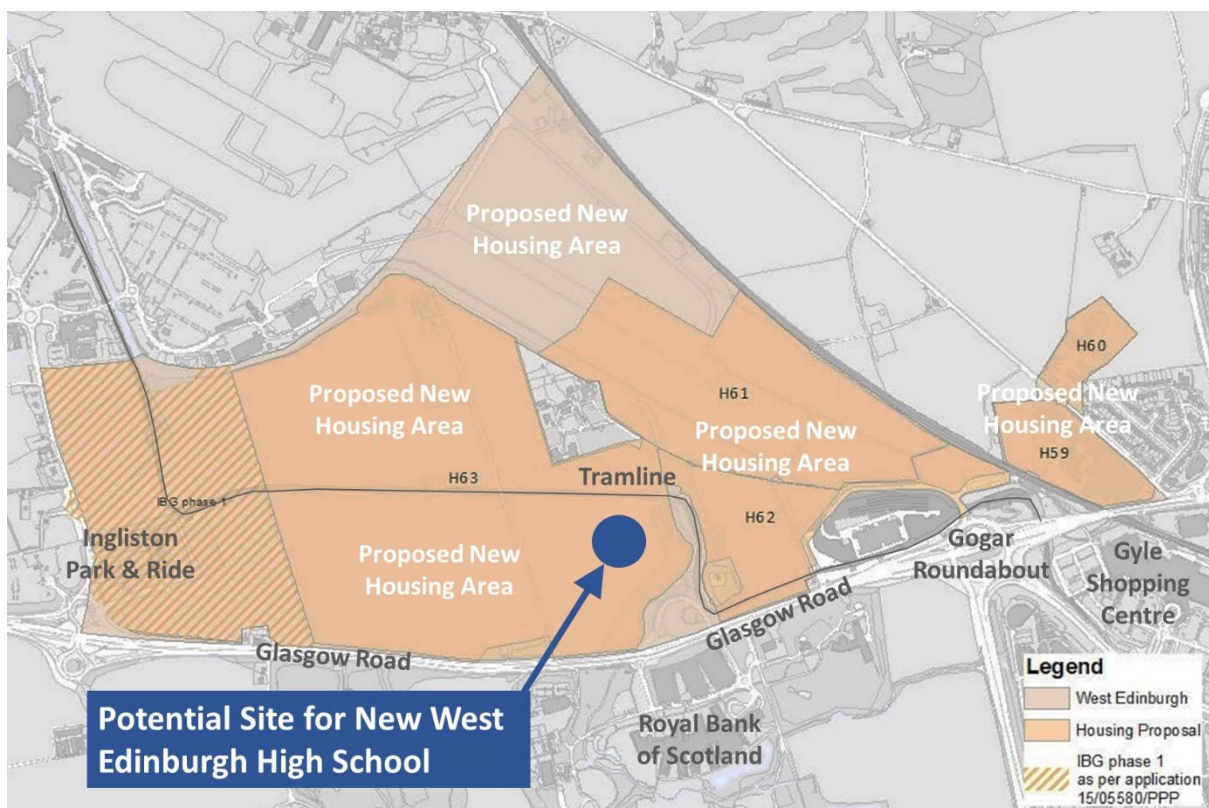 Proposed New
Housing Area
H60
Proposed New
Housing Area
H61
Proposed New
Housing Area
Proposed New
Housing Area
H59
H63
Tramline
IBG phase 1
H62
Ingliston
Park & Ride
Proposed New
Housing Area
Gogar
Roundabout
Gyle
Shopping
Centre
Glasgow Road
Glasgow Road
Potential Site for New West
Edinburgh High School
Royal Bank
of Scotland
Legend
West Edinburgh
Housing Proposal
IBG phase 1
as per application
15/05580/PPP